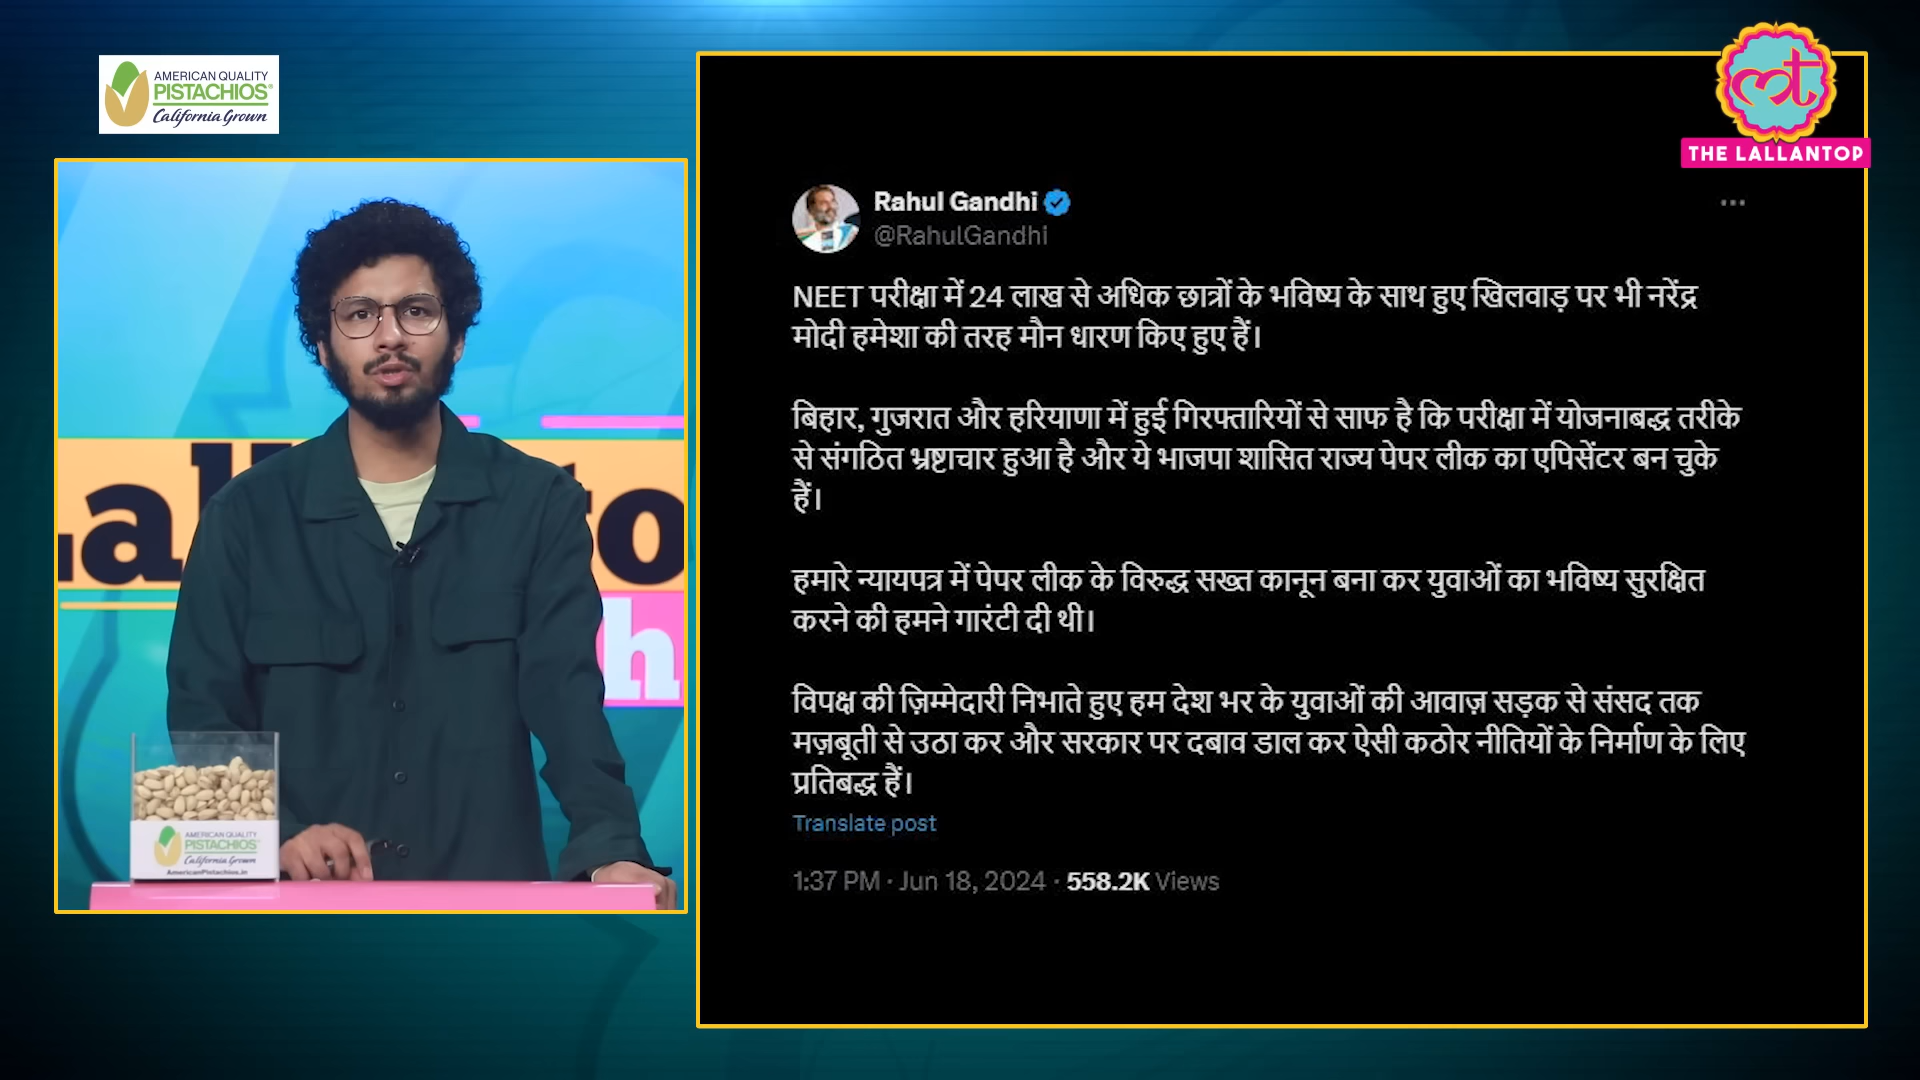 AMERICAN QUALITY
PISTACHIOS
California Grown
THE LALLANTOP
Rahul Gandhi
@RahulGandhi
NEET परीक्षा में 24 लाख से अधिक छात्रों के भविष्य के साथ हुए खिलवाड़ पर भी नरेंद्र
मोदी हमेशा की तरह मौन धारण किए हुए हैं।
बिहार, गुजरात और हरियाणा में हुई गिरफ्तारियों से साफ है कि परीक्षा में योजनाबद्ध तरीके
से संगठित भ्रष्टाचार हुआ है और ये भाजपा शासित राज्य पेपर लीक का एपिसेंटर बन चुके
हैं।
हमारे न्यायपत्र में पेपर लीक के विरुद्ध सख्त कानून बना कर युवाओं का भविष्य सुरक्षित
करने की हमने गारंटी दी थी।
विपक्ष की ज़िम्मेदारी निभाते हुए हम देश भर के युवाओं की आवाज़ सड़क से संसद तक
मज़बूती से उठा कर और सरकार पर दबाव डाल कर ऐसी कठोर नीतियों के निर्माण के लिए
प्रतिबद्ध हैं।
Translate post
1:37 PM · Jun 18, 2024 · 558.2K Views
AMERICAN QUALITY
PISTACHIOS
California Grown
AmericanPistachios.in